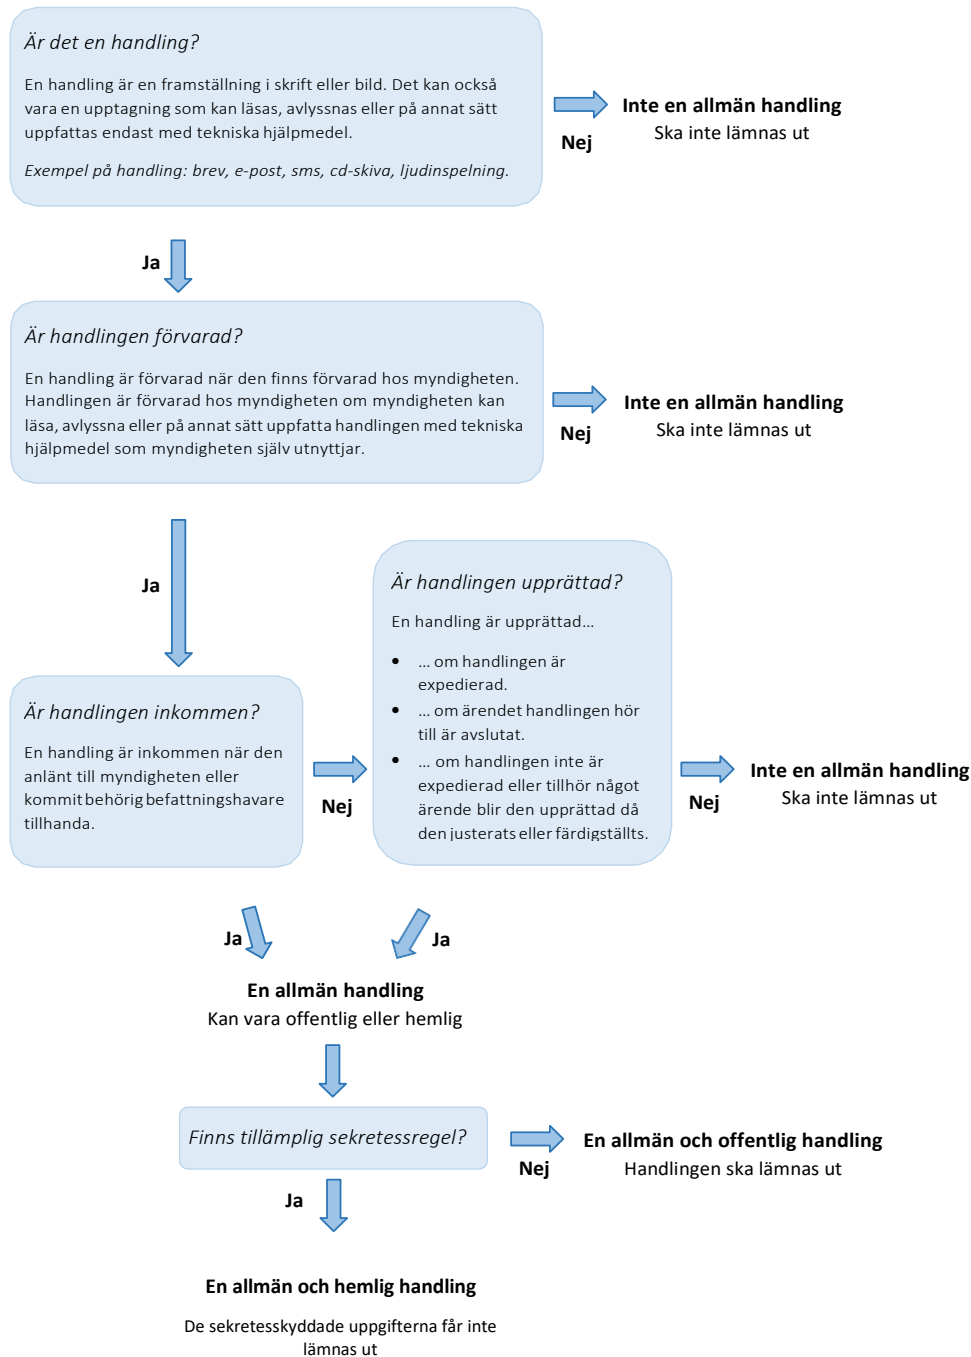 Är det en handling?
En handling är en framställning i skrift eller bild. Det kan också
vara en upptagning som kan läsas, avlyssnas eller på annat sätt
uppfattas endast med tekniska hjälpmedel.
Exempel på handling: brev, e-post, sms, cd-skiva, ljudinspelning.
Nej
Inte en allmän handling
Ska inte lämnas ut
Ja
Är handlingen förvarad?
En handling är förvarad när den finns förvarad hos myndigheten.
Handlingen är förvarad hos myndigheten om myndigheten kan
läsa, avlyssna eller på annat sätt uppfatta handlingen med tekniska
hjälpmedel som myndigheten själv utnyttjar.
Nej
Inte en allmän handling
Ska inte lämnas ut
Ja
Är handlingen inkommen?
En handling är inkommen när den
anlänt till myndigheten eller
kommit behörig befattningshavare
tillhanda.
Nej
Är handlingen upprättad?
En handling är upprättad...
• ... om handlingen är
expedierad.
• ... om ärendet handlingen hör
till är avslutat.
• ... om handlingen inte är
expedierad eller tillhör något
ärende blir den upprättad då
den justerats eller färdigställts.
Nej
Inte en allmän handling
Ska inte lämnas ut
Ja
Ja
En allmän handling
Kan vara offentlig eller hemlig
Finns tillämplig sekretessregel?
Nej
En allmän och offentlig handling
Handlingen ska lämnas ut
Ja
En allmän och hemlig handling
De sekretesskyddade uppgifterna får inte
lämnas ut